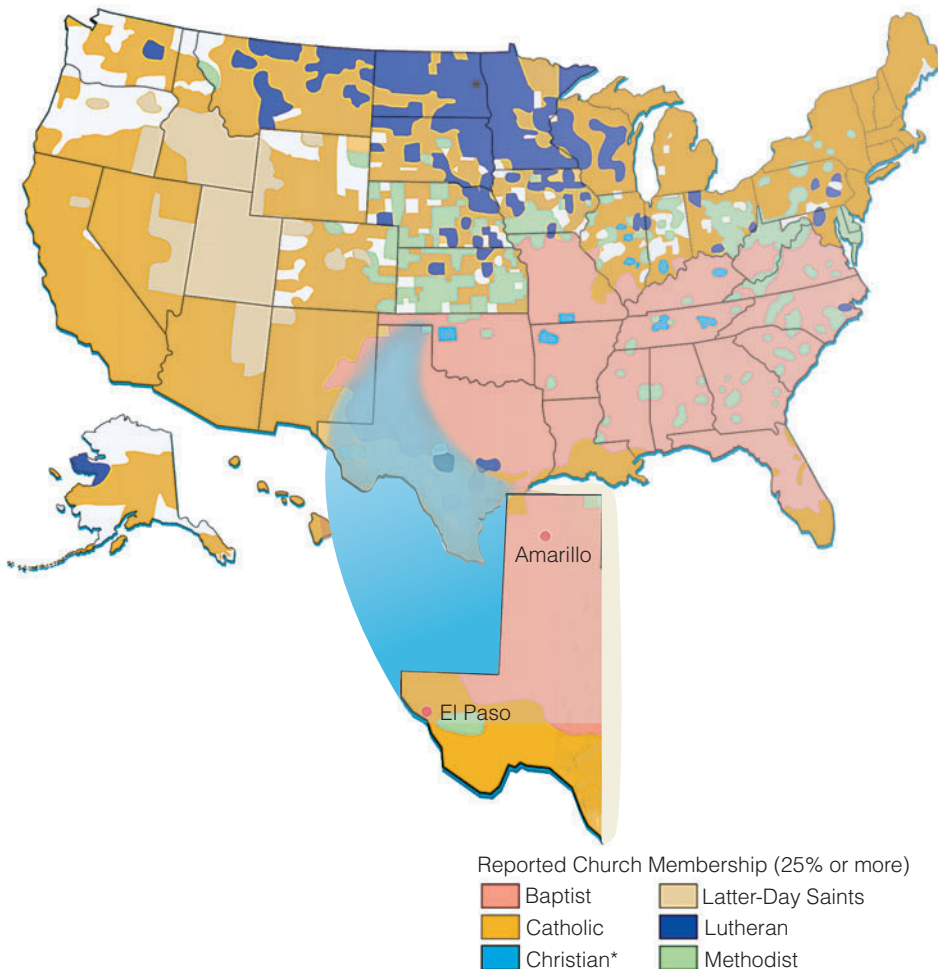 Amarillo
El Paso
Reported Church Membership (25% or more)
Baptist
Latter-Day Saints
Catholic
Lutheran
Christian*
Methodist